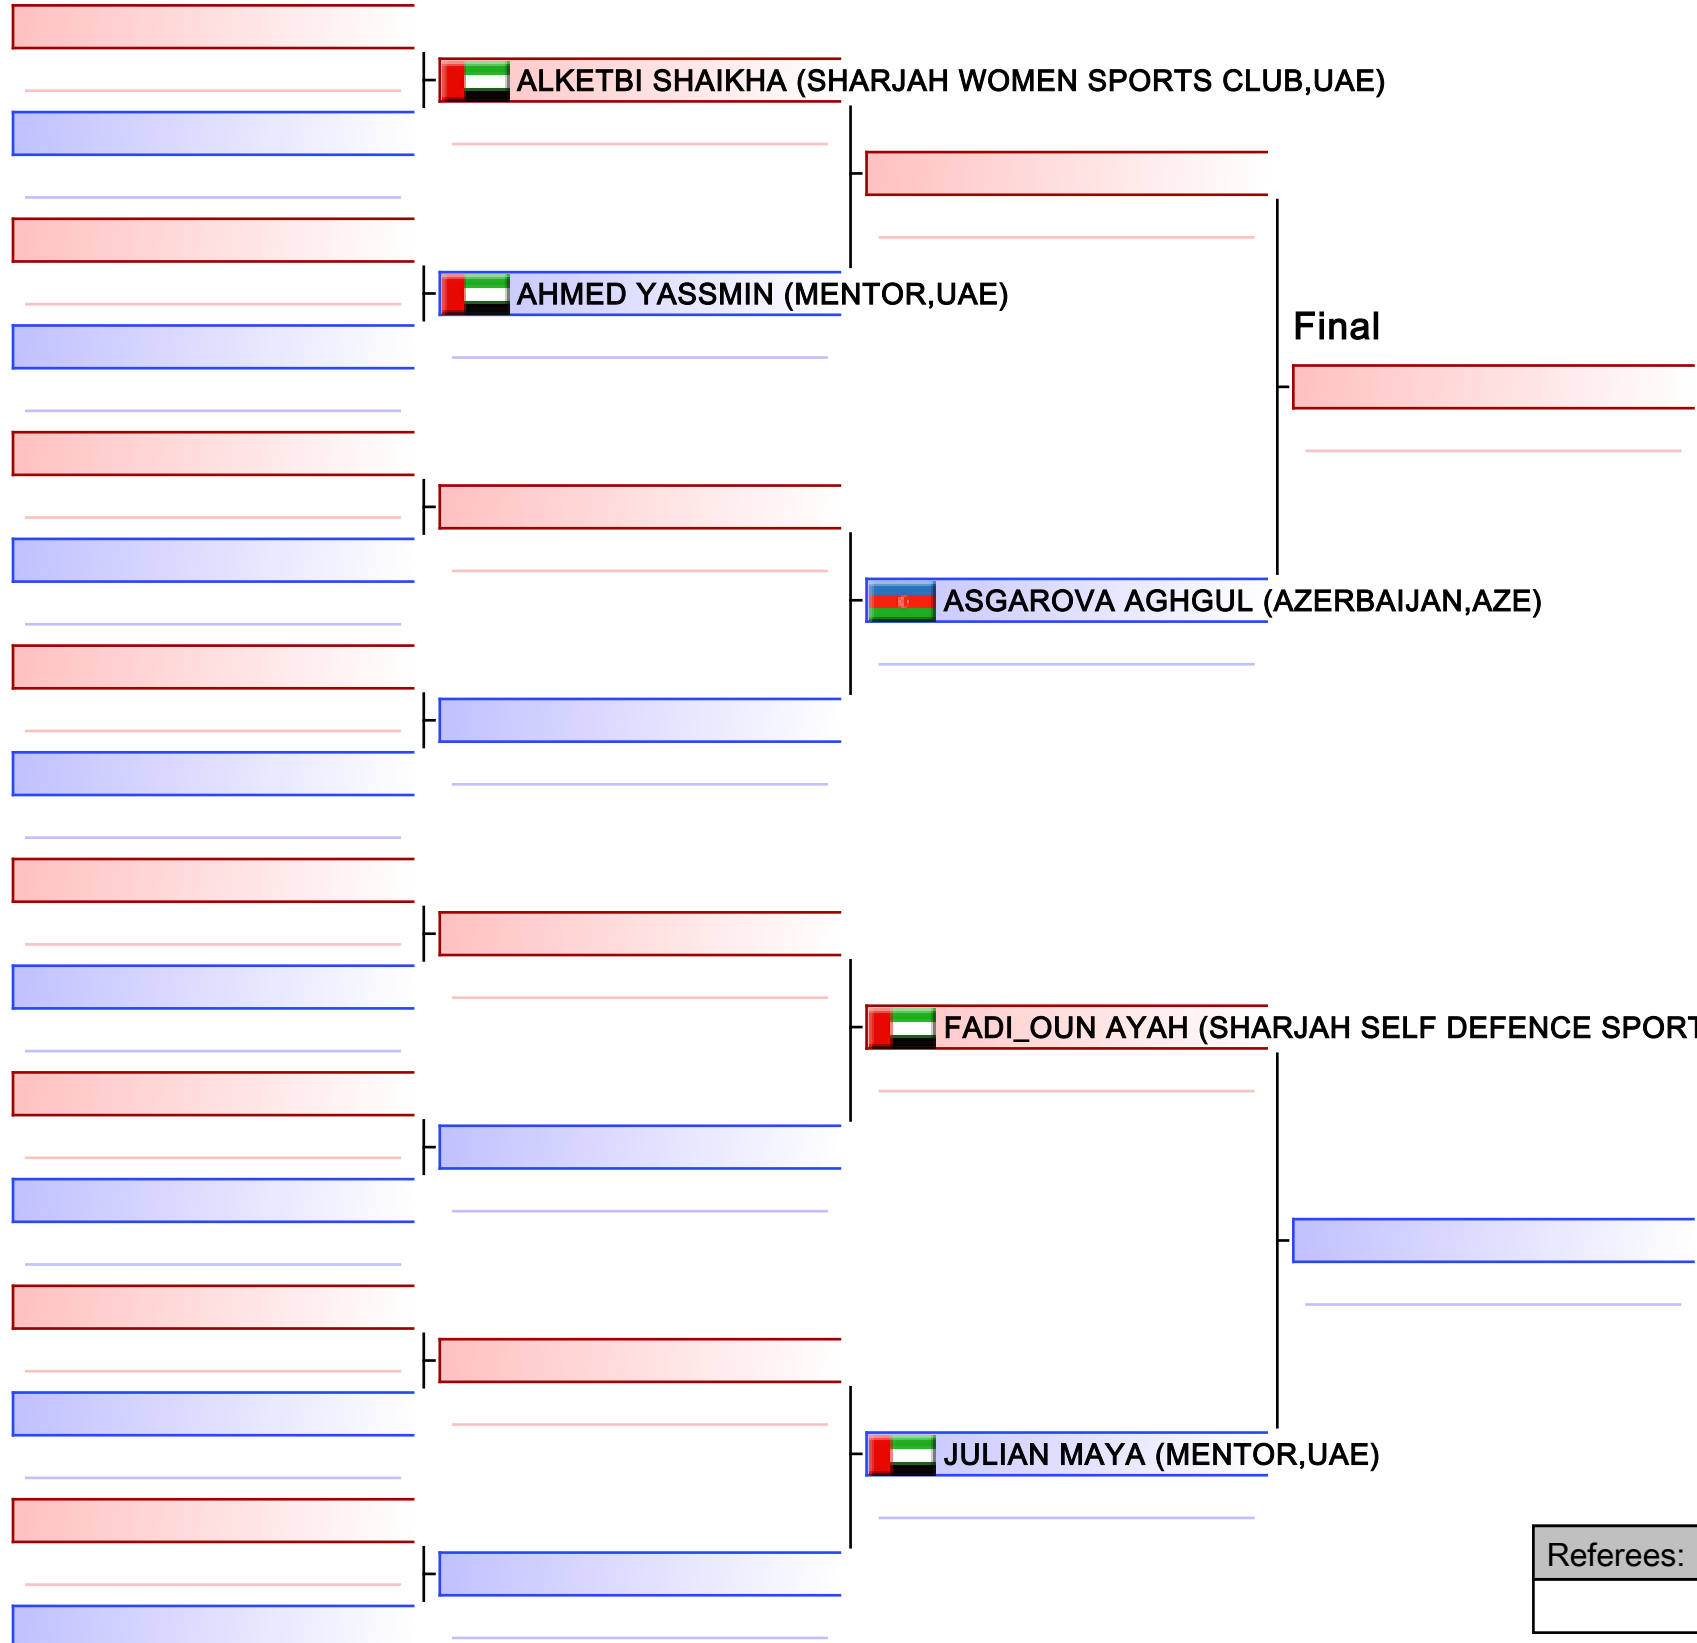 ALKETBI SHAIKHA (SHARJAH WOMEN SPORTS CLUB,UAE)
AHMED YASSMIN (MENTOR,UAE)
Final
ASGAROVA AGHGUL (AZERBAIJAN,AZE)
FADI_OUN AYAH (SHARJAH SELF DEFENCE SPORT
JULIAN MAYA (MENTOR,UAE)
Referees: